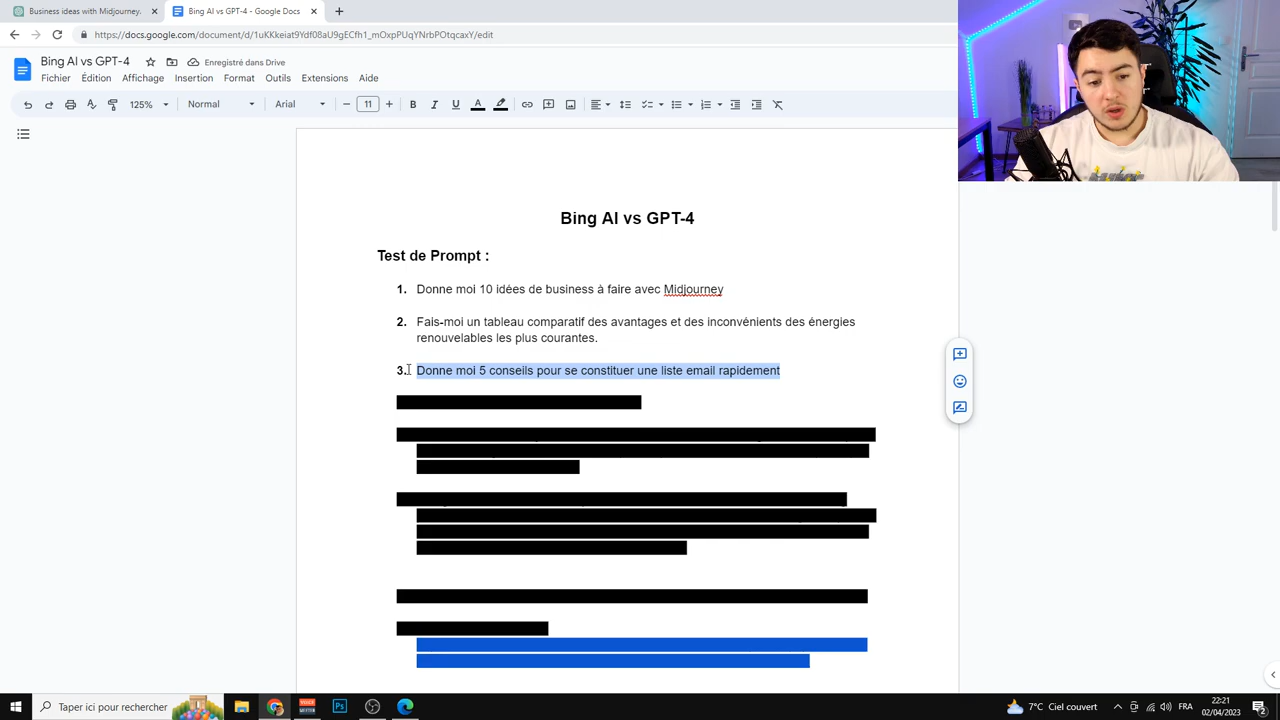 Business ideas with Midjourney.
Bing AI vs GPT-4 - Google Docs
https://docs.google.com/document/d/
Bing AI vs GPT-4
Enregistré dans Drive
Fichier Édition Affichage Insertion Format Outils Extensions Aide
125% Normal Arial 11 B I U A
Bing AI vs GPT-4
Test de Prompt :
1. Donne moi 10 idées de business à faire avec Midjourney
2. Fais-moi un tableau comparatif des avantages et des inconvénients des énergies
renouvelables les plus courantes.
3. Donne moi 5 conseils pour se constituer une liste email rapidement
Taper ici pour rechercher
Ps
7°C Ciel couvert
FRA
22:21
02/04/2023
2